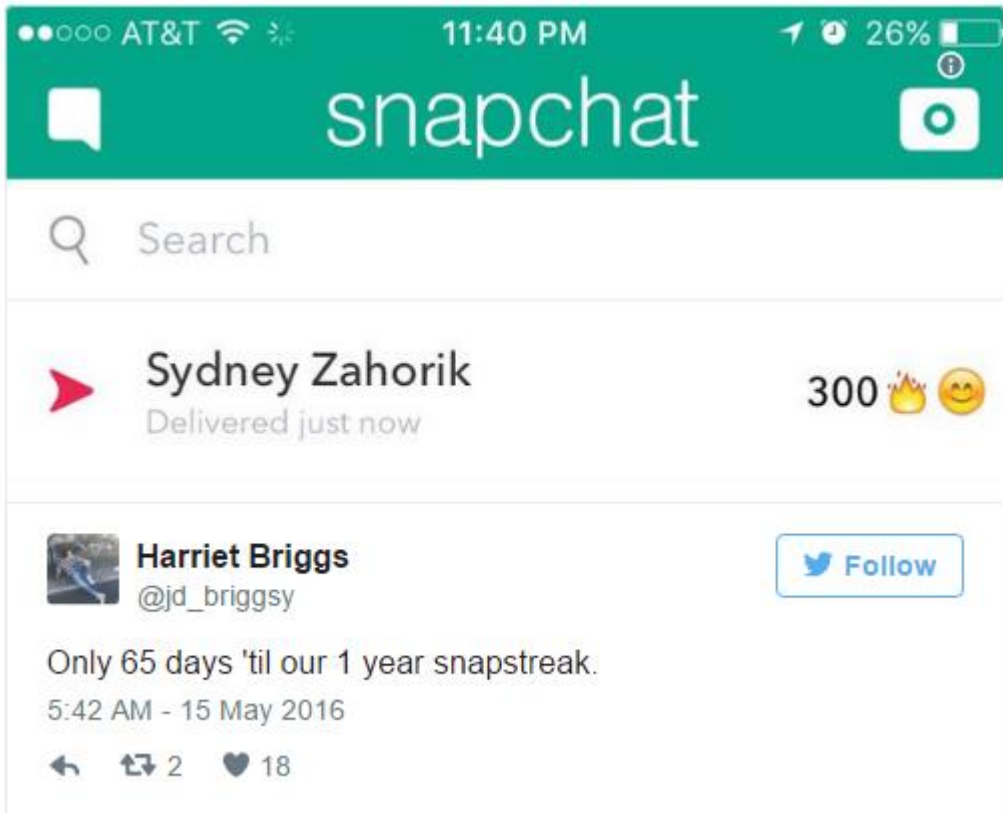 AT&T 11:40 PM 26%
snapchat
Search
Sydney Zahorik
Delivered just now
300
Harriet Briggs
@jd_briggsy
Follow
Only 65 days 'til our 1 year snapstreak.
5:42 AM - 15 May 2016
2 18